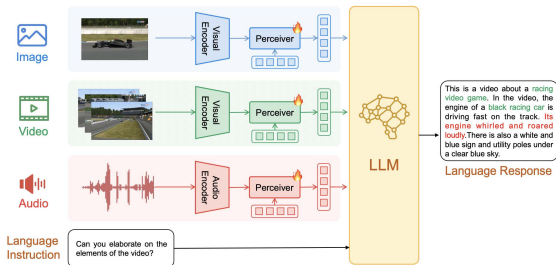 Image
Visual
Encoder
Perceiver
Video
Visual
Encoder
Perceiver
Audio
Audio
Encoder
Perceiver
LLM
This is a video about a racing
video game. In the video, the
engine of a black racing car is
driving fast on the track. Its
engine whirled and roared
loudly.There is also a white and
blue sign and utility poles under
a clear blue sky.
Language Response
Language
Instruction
Can you elaborate on the
elements of the video?